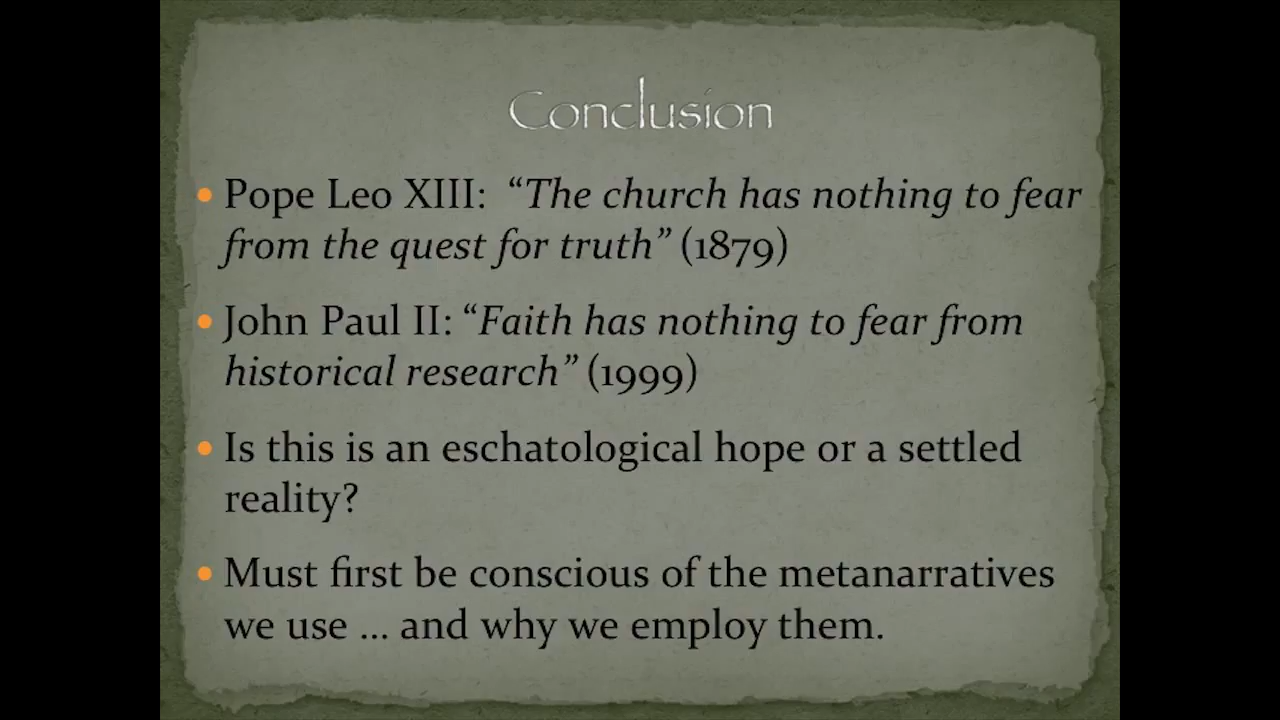 Conclusion
• Pope Leo XIII:  “The church has nothing to fear
from the quest for truth” (1879)
• John Paul II: “Faith has nothing to fear from
historical research” (1999)
• Is this is an eschatological hope or a settled
reality?
• Must first be conscious of the metanarratives
we use ... and why we employ them.